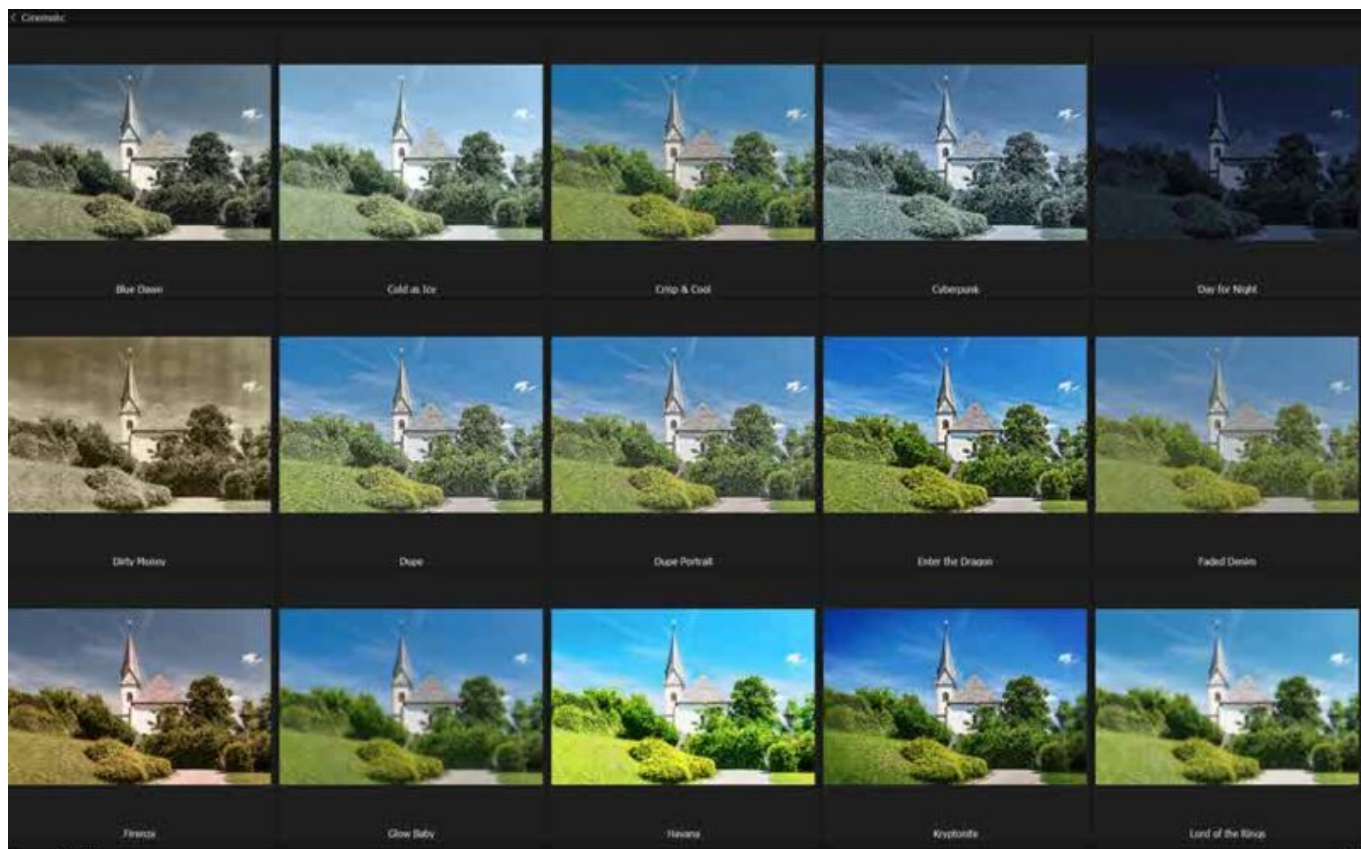 < Cinematic
Blue Dawn
Cold as Ice
Crisp & Cool
Cyberpunk
Day for Night
Dirty Money
Dupe
Dupe Portrait
Enter the Dragon
Faded Denim
Firenza
Glow Baby
Havana
Kryptonite
Lord of the Rings